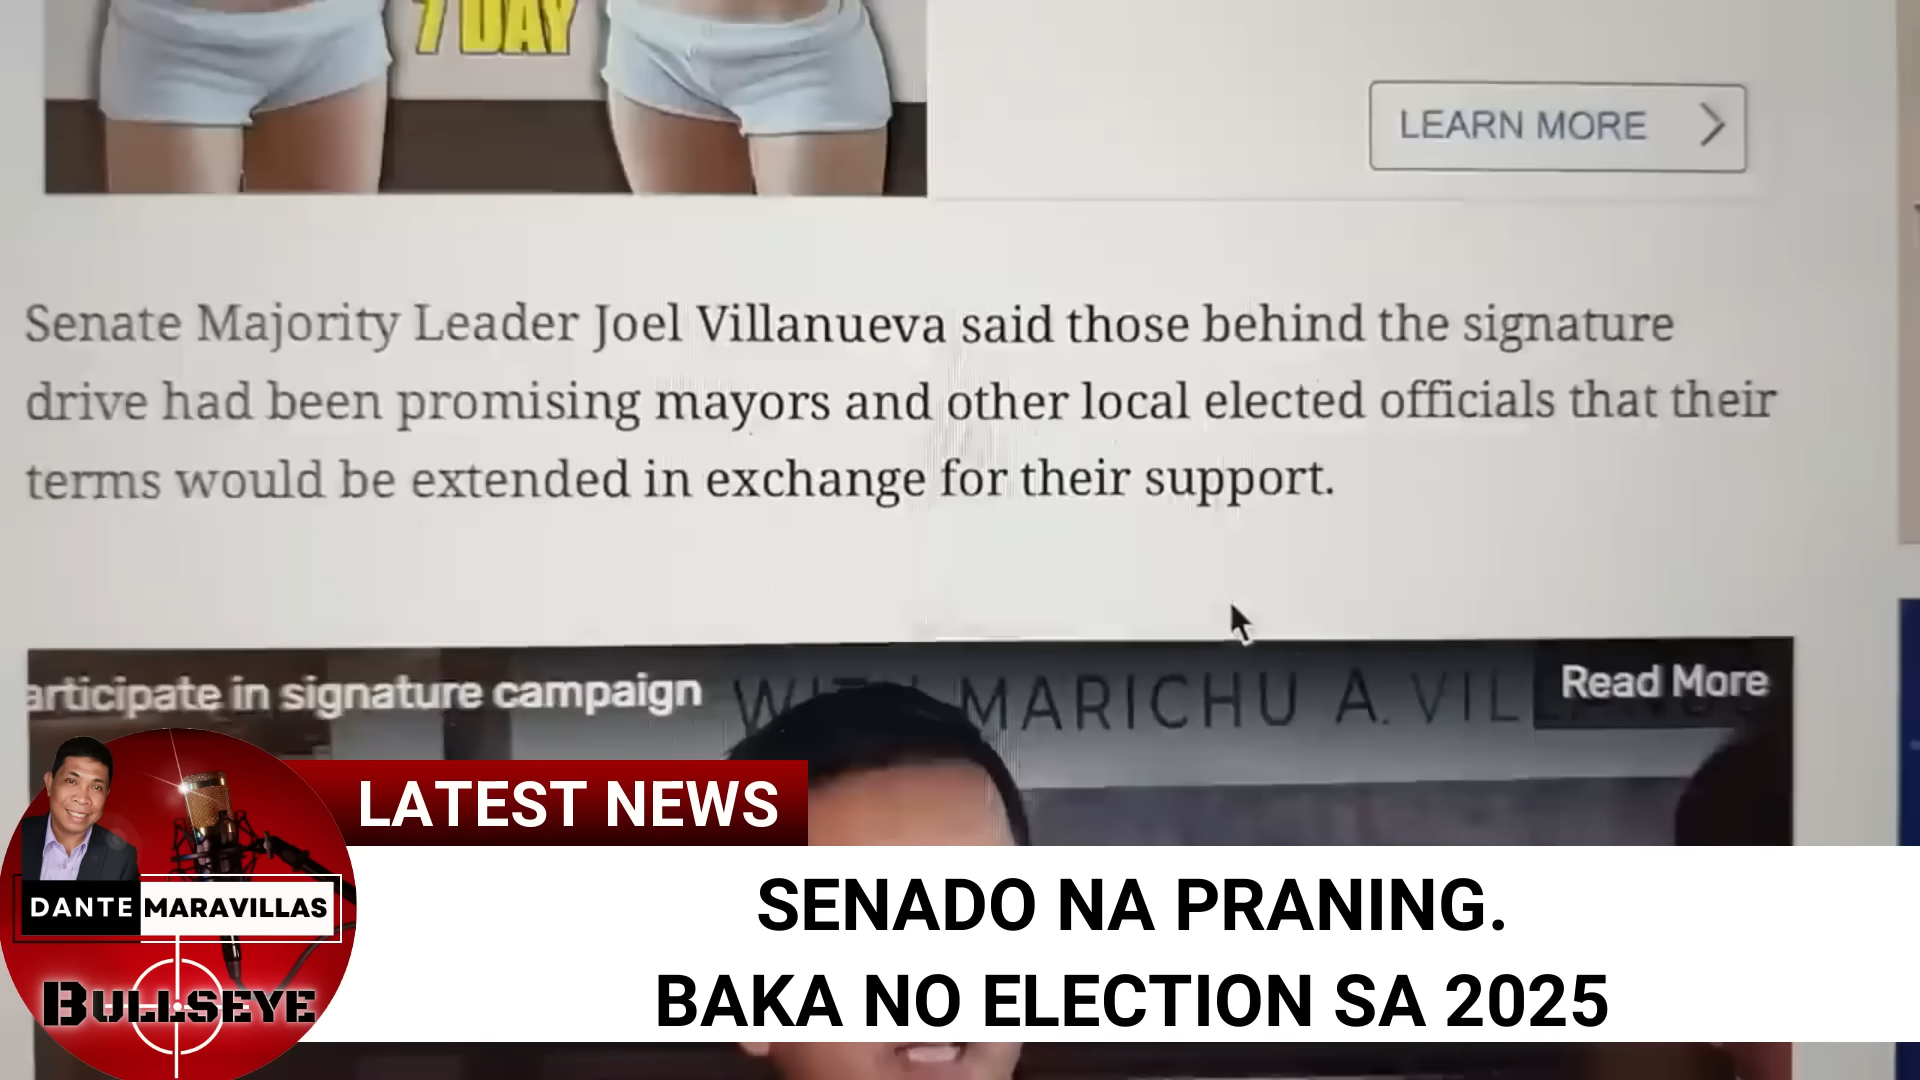 7 DAY
LEARN MORE
Senate Majority Leader Joel Villanueva said those behind the signature
drive had been promising mayors and other local elected officials that their
terms would be extended in exchange for their support.
articipate in signature campaign
Read More
MARICHU A. VIL
LATEST NEWS
DANTE MARAVILLAS
BULLSEYE
SENADO NA PRANING.
BAKA NO ELECTION SA 2025